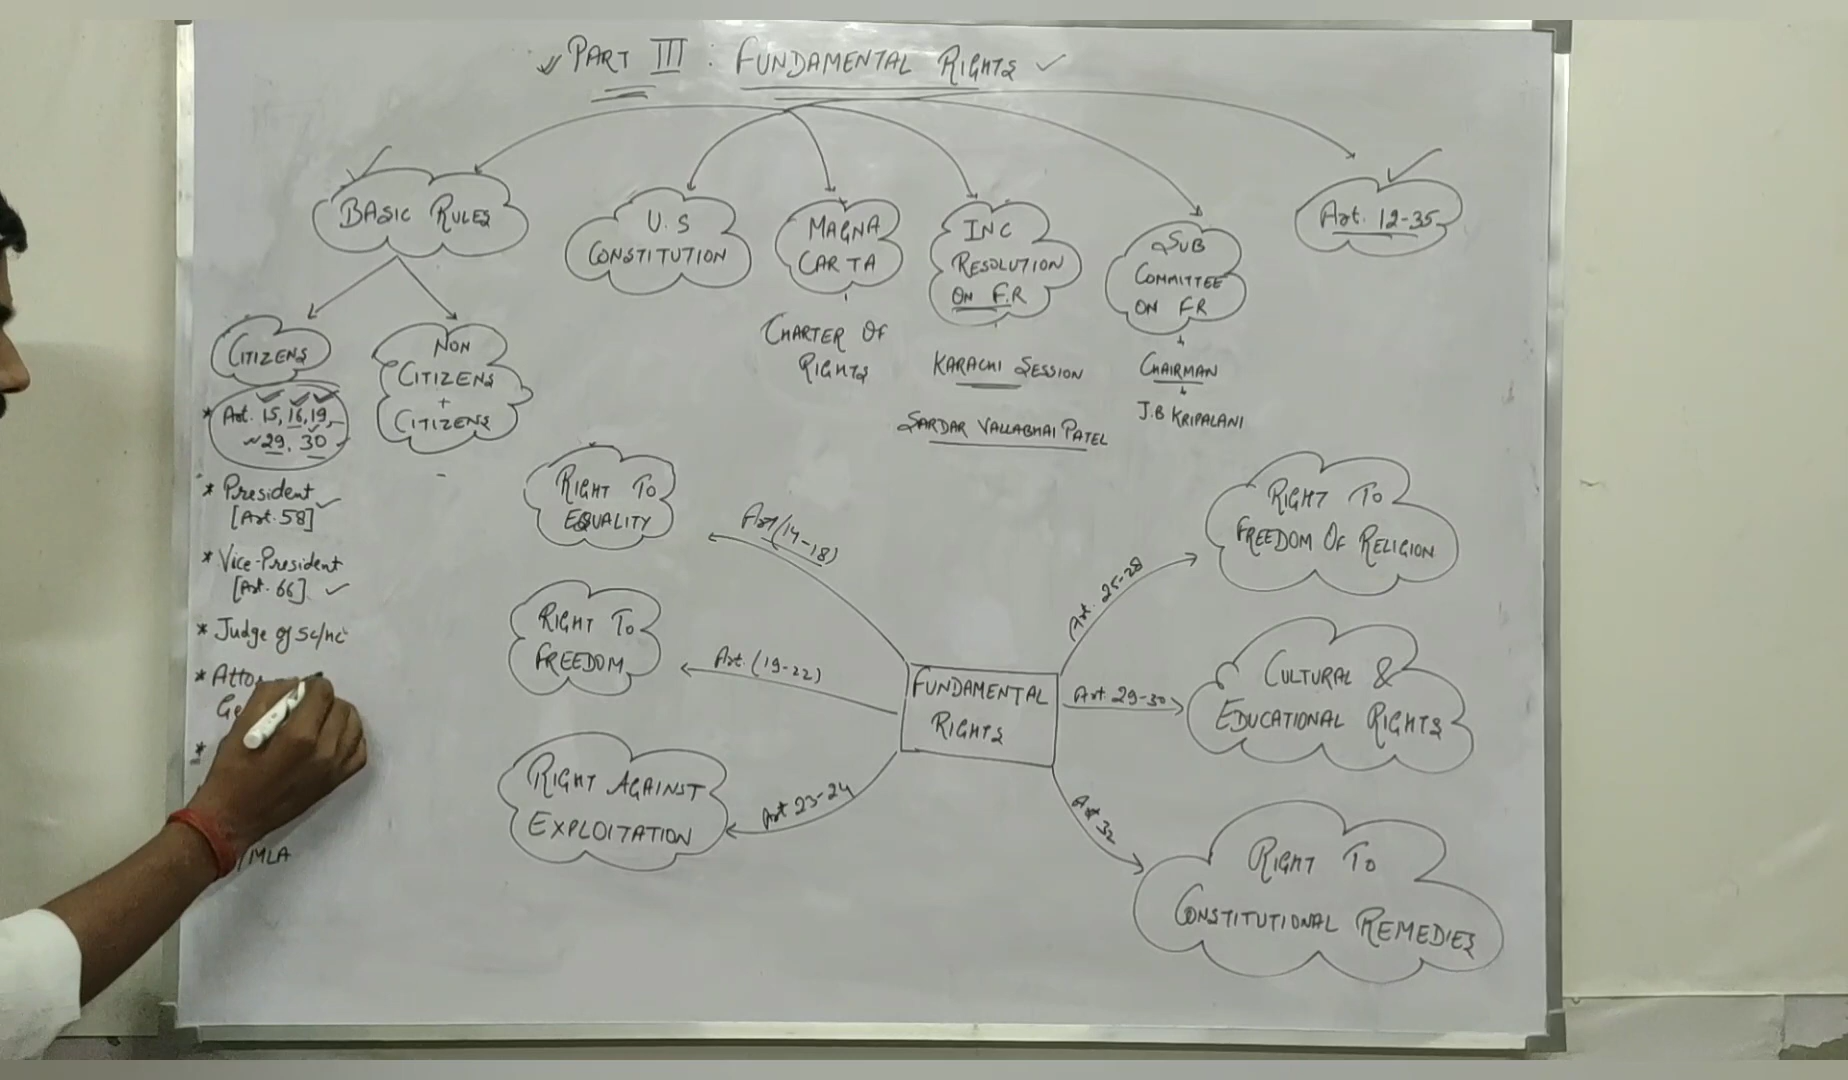 PART III : FUNDAMENTAL RIGHTS
BASIC RULES
U.S
CONSTITUTION
MAGNA
CARTA
CHARTER OF
RIGHTS
INC
RESOLUTION
ON F.R
KARACHI SESSION
SARDAR VALLABHAI PATEL
SUB
COMMITTEE
ON FR
CHAIRMAN
J.B KRIPALANI
Art. 12-35
CITIZENS
* Art. 15, 16, 19,
29, 30
NON
CITIZENS
+
CITIZENS
* President
[Art. 58]
* Vice-President
[Art. 66]
* Judge of SC/HC
*
*
/MLA
RIGHT TO
EQUALITY
Art (14-18)
RIGHT TO
FREEDOM
Art. (19-22)
RIGHT AGAINST
EXPLOITATION
Art 23-24
FUNDAMENTAL
RIGHTS
Art. 25-28
RIGHT TO
FREEDOM OF RELIGION
Art. 29-30
CULTURAL &
EDUCATIONAL RIGHTS
Art 32
RIGHT TO
CONSTITUTIONAL REMEDIES